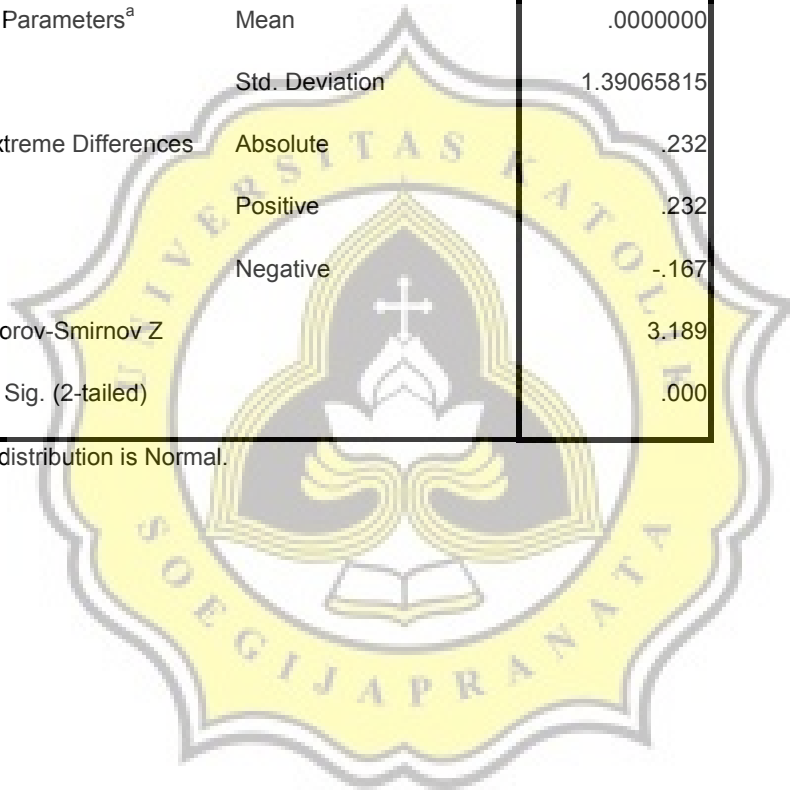 Parametersᵃ Mean .0000000
Std. Deviation 1.39065815
xtreme Differences Absolute .232
Positive .232
Negative -.167
orov-Smirnov Z 3.189
Sig. (2-tailed) .000
distribution is Normal.
UNIVERSITAS KATOLIK
SOEGIJAPRANATA